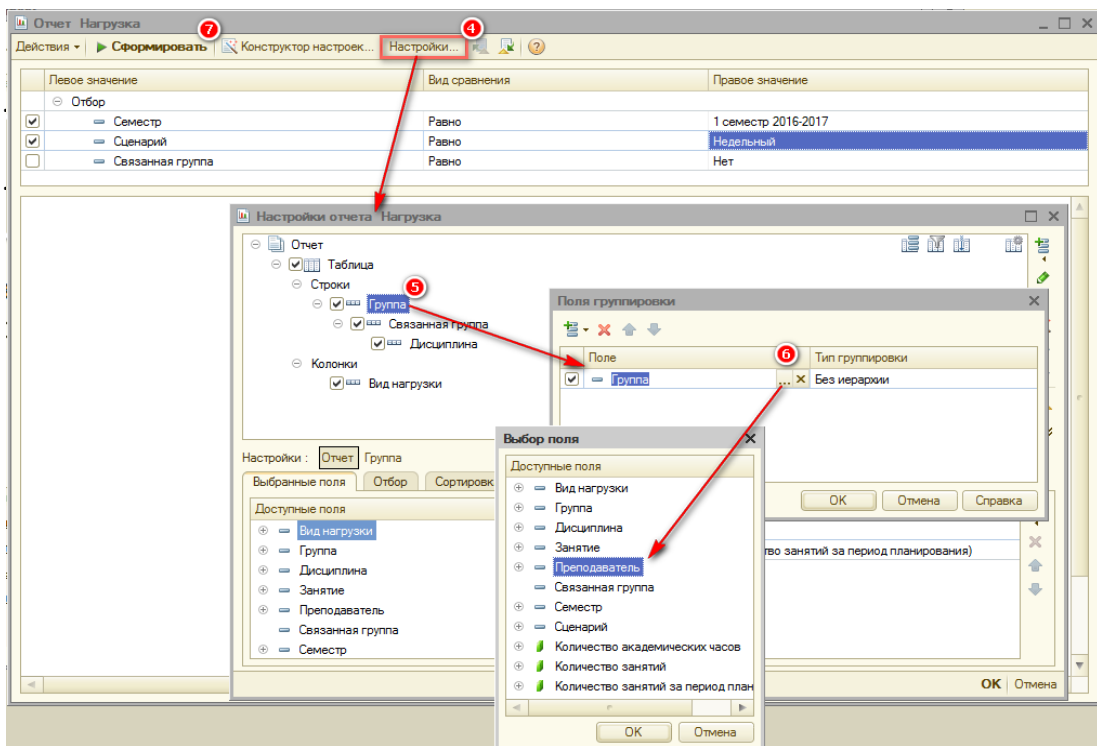 Отчет Нагрузка
7
4
Действия Сформировать Конструктор настроек... Настройки...
Левое значение Вид сравнения Правое значение
Отбор
Семестр Равно 1 семестр 2016-2017
Сценарий Равно Недельный
Связанная группа Равно Нет
Настройки отчета Нагрузка
Отчет
Таблица
Строки
5
Группа
Связанная группа
Дисциплина
Колонки
Вид нагрузки
Поля группировки
6
Поле Тип группировки
Группа ... Без иерархии
OK Отмена Справка
Настройки : Отчет Группа
Выбранные поля Отбор Сортировк
Доступные поля
Вид нагрузки
Группа
Дисциплина
Занятие
Преподаватель
Связанная группа
Семестр
во занятий за период планирования)
Выбор поля
Доступные поля
Вид нагрузки
Группа
Дисциплина
Занятие
Преподаватель
Связанная группа
Семестр
Сценарий
Количество академических часов
Количество занятий
Количество занятий за период план
OK Отмена
OK Отмена